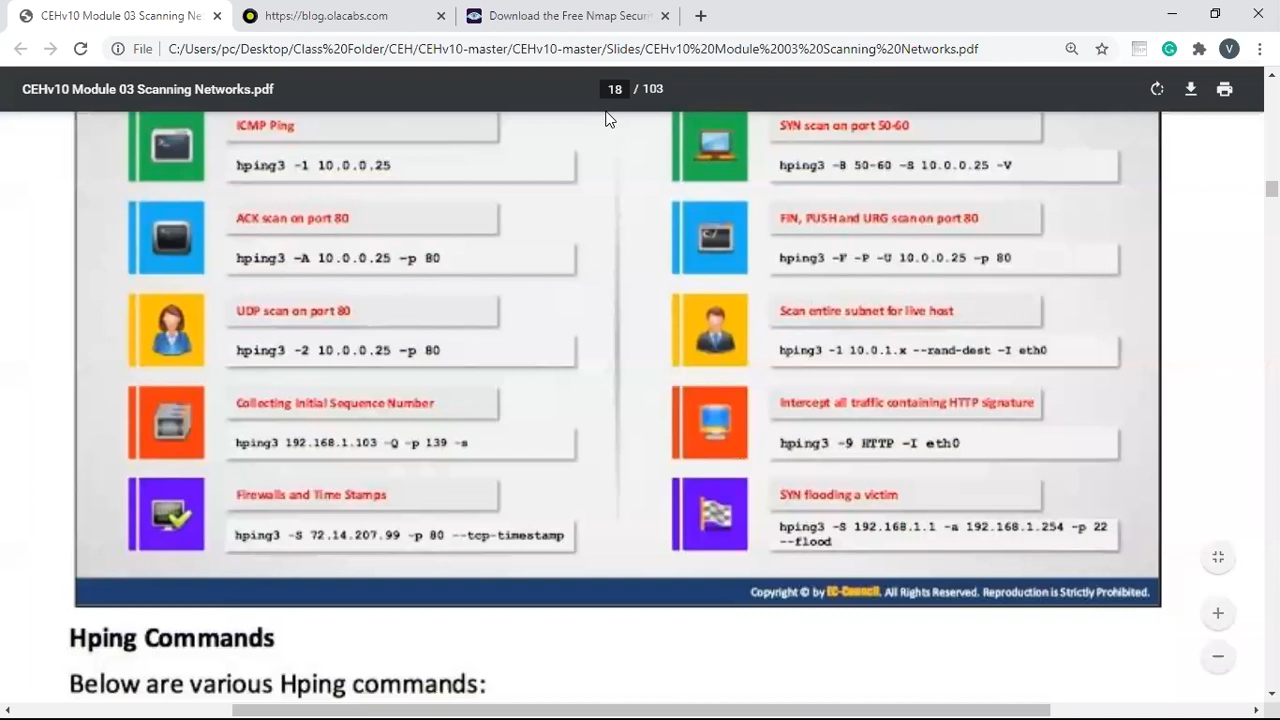 CEHv10 Module 03 Scanning Ne
https://blog.olacabs.com
Download the Free Nmap Securi
File
C:/Users/pc/Desktop/Class%20Folder/CEH/CEHv10-master/CEHv10-master/Slides/CEHv10%20Module%2003%20Scanning%20Networks.pdf
V
CEHv10 Module 03 Scanning Networks.pdf
18 / 103
ICMP Ping
hping3 -1 10.0.0.25
ACK scan on port 80
hping3 -A 10.0.0.25 -p 80
UDP scan on port 80
hping3 -2 10.0.0.25 -p 80
Collecting Initial Sequence Number
hping3 192.168.1.103 -Q -p 139 -s
Firewalls and Time Stamps
hping3 -S 72.14.207.99 -p 80 --tcp-timestamp
SYN scan on port 50-60
hping3 -8 50-60 -S 10.0.0.25 -V
FIN, PUSH and URG scan on port 80
hping3 -F -P -U 10.0.0.25 -p 80
Scan entire subnet for live host
hping3 -1 10.0.1.x --rand-dest -I eth0
Intercept all traffic containing HTTP signature
hping3 -9 HTTP -I eth0
SYN flooding a victim
hping3 -S 192.168.1.1 -a 192.168.1.254 -p 22
--flood
Copyright © by EC-Council. All Rights Reserved. Reproduction is Strictly Prohibited.
Hping Commands
Below are various Hping commands: